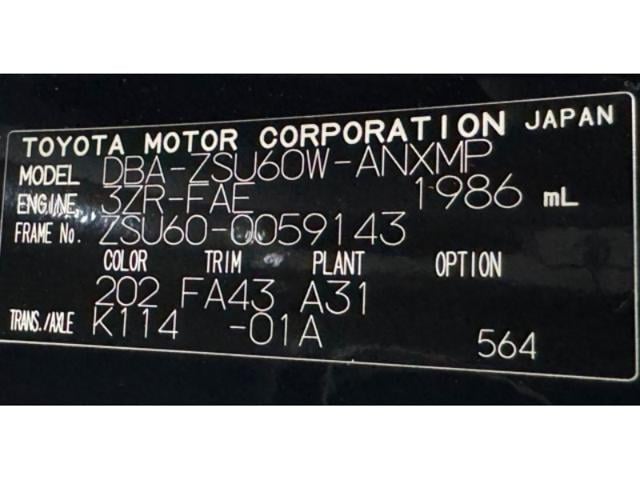 TOYOTA MOTOR CORPORATION JAPAN
MODEL DBA-ZSU60W-ANXMP
ENGINE 3ZR-FAE 1986 mL
FRAME No. ZSU60-0059143
COLOR TRIM PLANT OPTION
202 FA43 A31
TRANS./AXLE K114 -01A
564